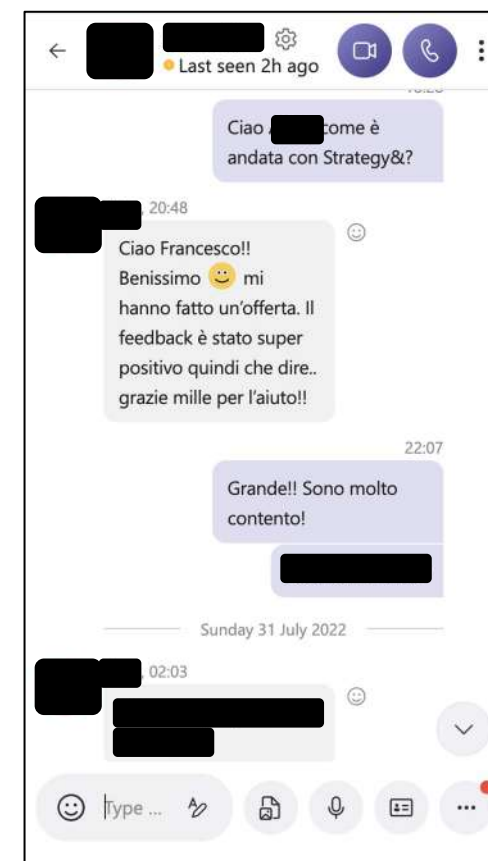 Last seen 2h ago
Ciao
come è
andata con Strategy&?
, 20:48
Ciao Francesco!!
Benissimo 🙂 mi
hanno fatto un'offerta. Il
feedback è stato super
positivo quindi che dire..
grazie mille per l'aiuto!!
22:07
Grande!! Sono molto
contento!
Sunday 31 July 2022
, 02:03
Type ...